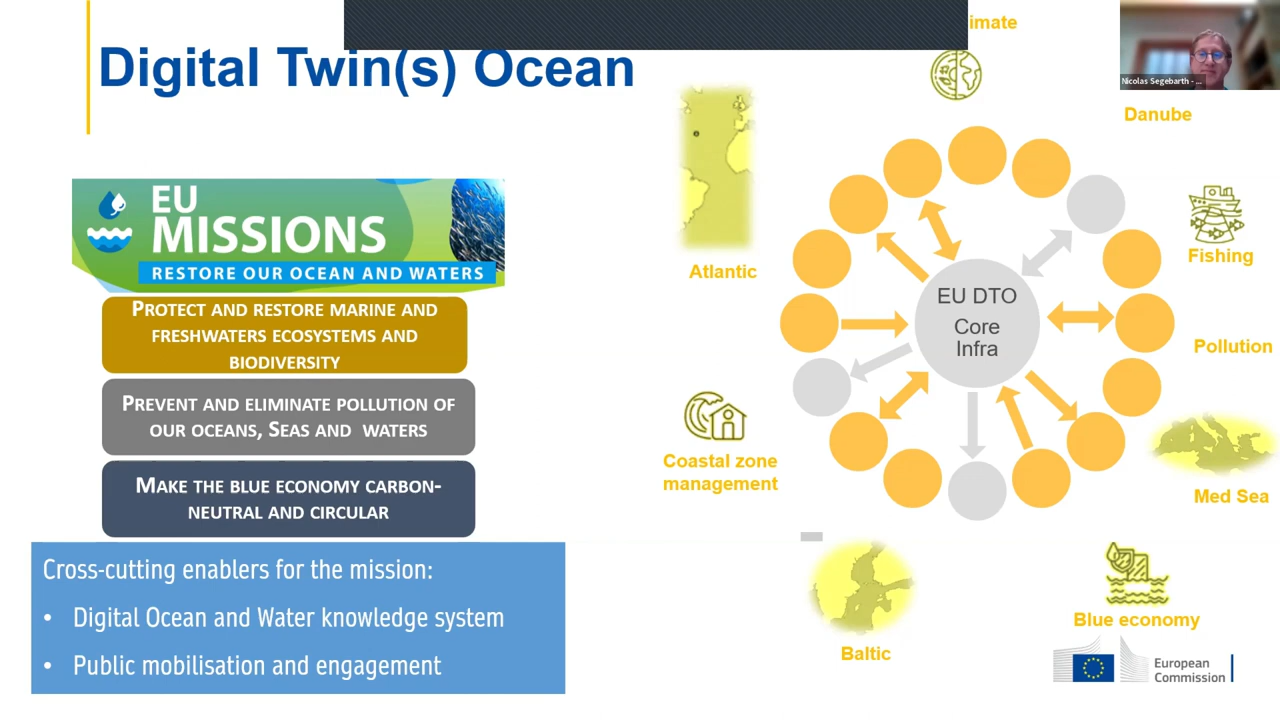 Digital Twin(s) Ocean
EU
MISSIONS
RESTORE OUR OCEAN AND WATERS
PROTECT AND RESTORE MARINE AND
FRESHWATERS ECOSYSTEMS AND
BIODIVERSITY
PREVENT AND ELIMINATE POLLUTION OF
OUR OCEANS, SEAS AND WATERS
MAKE THE BLUE ECONOMY CARBON-
NEUTRAL AND CIRCULAR
Cross-cutting enablers for the mission:
• Digital Ocean and Water knowledge system
• Public mobilisation and engagement
imate
Nicolas Segebarth - ...
Danube
Atlantic
Fishing
EU DTO
Core
Infra
Pollution
Coastal zone
management
Med Sea
Baltic
Blue economy
European
Commission